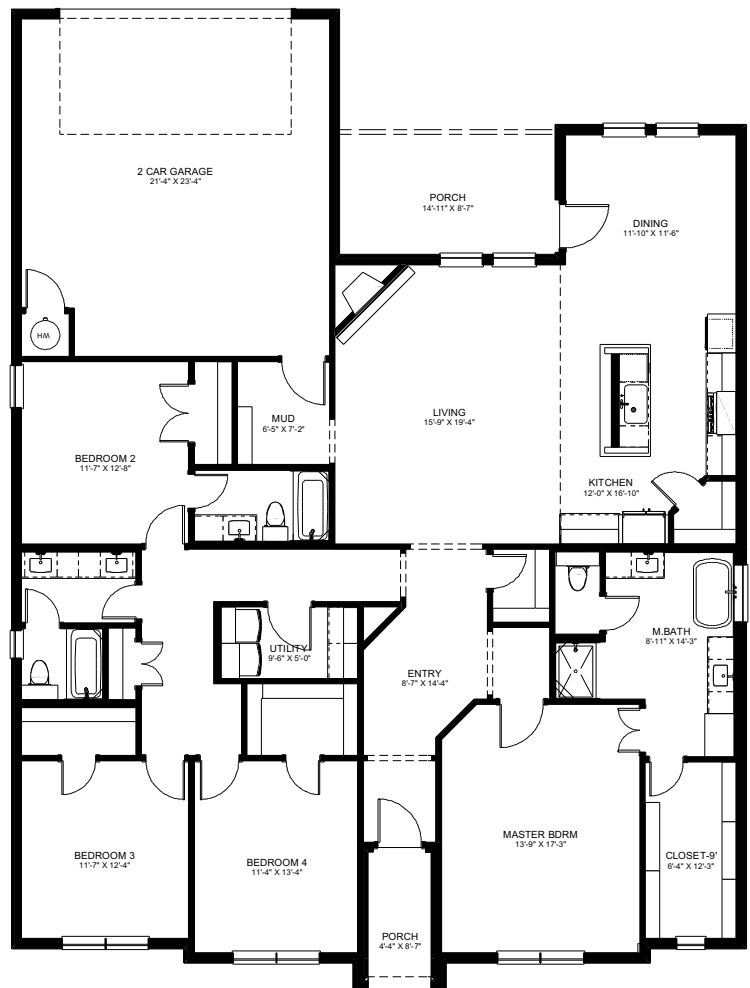 2 CAR GARAGE
21'-4" X 23'-4"
PORCH
14'-11" X 8'-7"
DINING
11'-10" X 11'-6"
WH
MUD
6'-5" X 7'-2"
LIVING
15'-9" X 19'-4"
BEDROOM 2
11'-7" X 12'-8"
KITCHEN
12'-0" X 16'-10"
M.BATH
8'-11" X 14'-3"
UTILITY
9'-6" X 5'-0"
ENTRY
8'-7" X 14'-4"
MASTER BDRM
13'-9" X 17'-3"
BEDROOM 3
11'-7" X 12'-4"
BEDROOM 4
11'-4" X 13'-4"
CLOSET-9'
6'-4" X 12'-3"
PORCH
4'-4" X 8'-7"